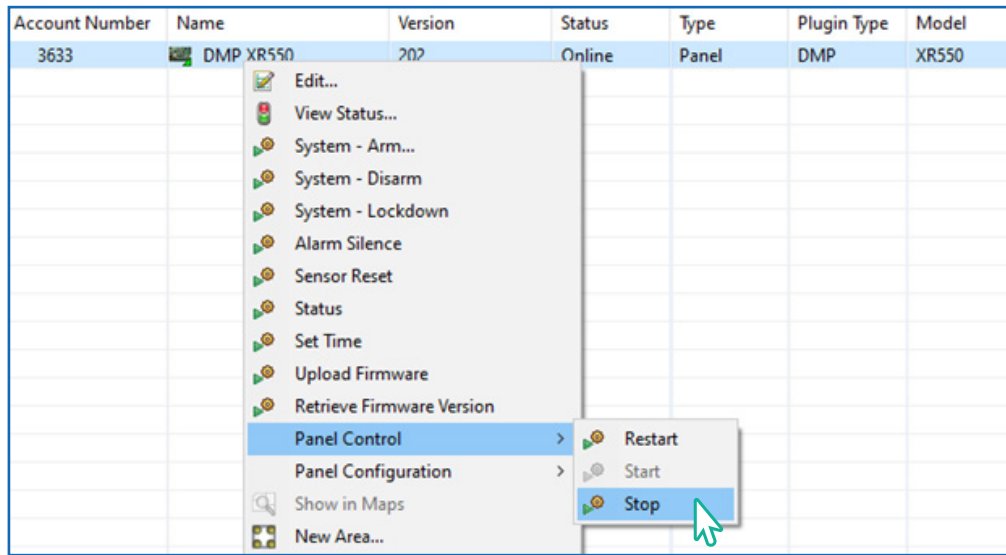 Account Number Name Version Status Type Plugin Type Model
3633 DMP XR550 202 Online Panel DMP XR550
Edit...
View Status...
System - Arm...
System - Disarm
System - Lockdown
Alarm Silence
Sensor Reset
Status
Set Time
Upload Firmware
Retrieve Firmware Version
Panel Control > Restart
Panel Configuration > Start
Show in Maps Stop
New Area...